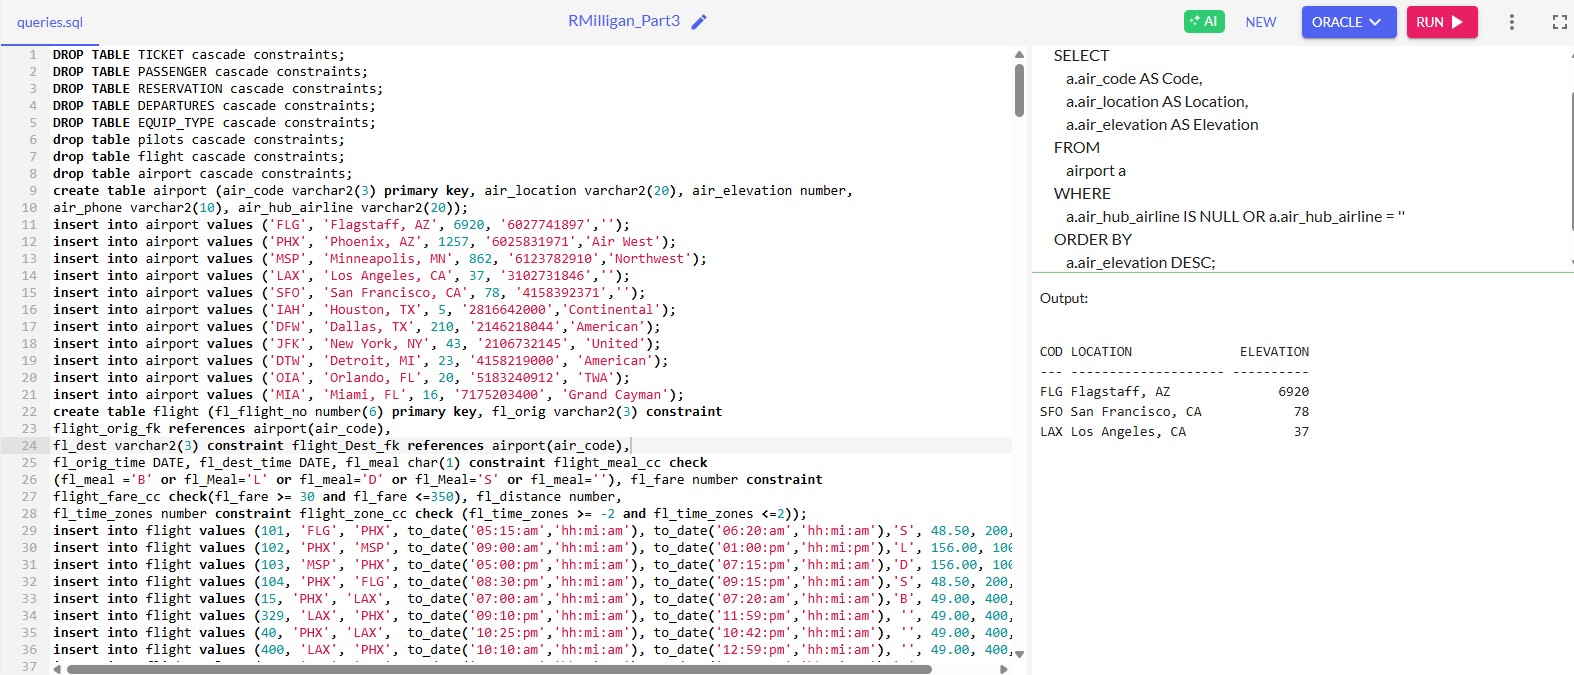 queries.sql
RMilligan_Part3
AI
NEW
ORACLE
RUN
1 DROP TABLE TICKET cascade constraints;
2 DROP TABLE PASSENGER cascade constraints;
3 DROP TABLE RESERVATION cascade constraints;
4 DROP TABLE DEPARTURES cascade constraints;
5 DROP TABLE EQUIP_TYPE cascade constraints;
6 drop table pilots cascade constraints;
7 drop table flight cascade constraints;
8 drop table airport cascade constraints;
9 create table airport (air_code varchar2(3) primary key, air_location varchar2(20), air_elevation number,
10 air_phone varchar2(10), air_hub_airline varchar2(20));
11 insert into airport values ('FLG', 'Flagstaff, AZ', 6920, '6027741897','');
12 insert into airport values ('PHX', 'Phoenix, AZ', 1257, '6025831971','Air West');
13 insert into airport values ('MSP', 'Minneapolis, MN', 862, '6123782910','Northwest');
14 insert into airport values ('LAX', 'Los Angeles, CA', 37, '3102731846','');
15 insert into airport values ('SFO', 'San Francisco, CA', 78, '4158392371','');
16 insert into airport values ('IAH', 'Houston, TX', 5, '2816642000','Continental');
17 insert into airport values ('DFW', 'Dallas, TX', 210, '2146218044','American');
18 insert into airport values ('JFK', 'New York, NY', 43, '2106732145', 'United');
19 insert into airport values ('DTW', 'Detroit, MI', 23, '4158219000', 'American');
20 insert into airport values ('OIA', 'Orlando, FL', 20, '5183240912', 'TWA');
21 insert into airport values ('MIA', 'Miami, FL', 16, '7175203400', 'Grand Cayman');
22 create table flight (fl_flight_no number(6) primary key, fl_orig varchar2(3) constraint
23 flight_orig_fk references airport(air_code),
24 fl_dest varchar2(3) constraint flight_Dest_fk references airport(air_code),
25 fl_orig_time DATE, fl_dest_time DATE, fl_meal char(1) constraint flight_meal_cc check
26 (fl_meal ='B' or fl_Meal='L' or fl_meal='D' or fl_Meal='S' or fl_meal=''), fl_fare number constraint
27 flight_fare_cc check(fl_fare >= 30 and fl_fare <=350), fl_distance number,
28 fl_time_zones number constraint flight_zone_cc check (fl_time_zones >= -2 and fl_time_zones <=2));
29 insert into flight values (101, 'FLG', 'PHX', to_date('05:15:am','hh:mi:am'), to_date('06:20:am','hh:mi:am'),'S', 48.50, 200,
30 insert into flight values (102, 'PHX', 'MSP', to_date('09:00:am','hh:mi:am'), to_date('01:00:pm','hh:mi:pm'),'L', 156.00, 100
31 insert into flight values (103, 'MSP', 'PHX', to_date('05:00:pm','hh:mi:am'), to_date('07:15:pm','hh:mi:am'),'D', 156.00, 100
32 insert into flight values (104, 'PHX', 'FLG', to_date('08:30:pm','hh:mi:am'), to_date('09:15:pm','hh:mi:am'),'S', 48.50, 200,
33 insert into flight values (15, 'PHX', 'LAX', to_date('07:00:am','hh:mi:am'), to_date('07:20:am','hh:mi:am'),'B', 49.00, 400,
34 insert into flight values (329, 'LAX', 'PHX', to_date('09:10:pm','hh:mi:am'), to_date('11:59:pm','hh:mi:am'), '', 49.00, 400,
35 insert into flight values (40, 'PHX', 'LAX', to_date('10:25:pm','hh:mi:am'), to_date('10:42:pm','hh:mi:am'), '', 49.00, 400,
36 insert into flight values (400, 'LAX', 'PHX', to_date('10:10:am','hh:mi:am'), to_date('12:59:pm','hh:mi:am'), '', 49.00, 400,
37
SELECT
a.air_code AS Code,
a.air_location AS Location,
a.air_elevation AS Elevation
FROM
airport a
WHERE
a.air_hub_airline IS NULL OR a.air_hub_airline = ''
ORDER BY
a.air_elevation DESC;
Output:
COD LOCATION ELEVATION
--- -------------------- ----------
FLG Flagstaff, AZ 6920
SFO San Francisco, CA 78
LAX Los Angeles, CA 37